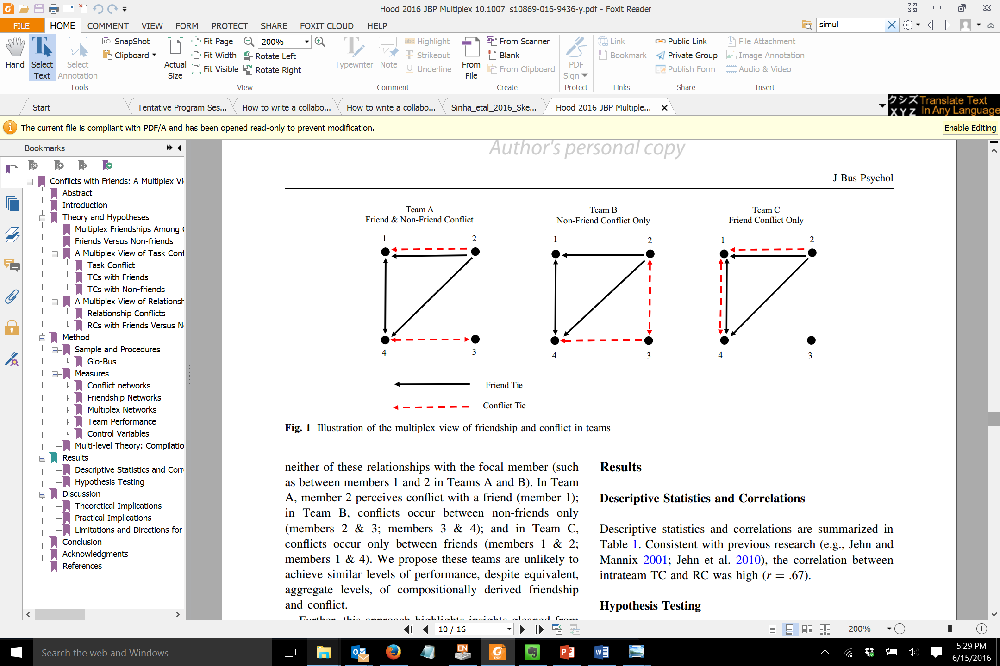 Hood 2016 JBP Multiplex 10.1007_s10869-016-9436-y.pdf - Foxit Reader
FILE HOME COMMENT VIEW FORM PROTECT SHARE FOXIT CLOUD HELP
simul
Hand
Select Text
Select Annotation
SnapShot
Clipboard
Tools
Actual Size
Fit Page
Fit Width
Fit Visible
200%
Rotate Left
Rotate Right
View
Typewriter
Note
Highlight
Strikeout
Underline
Comment
From File
From Scanner
Blank
From Clipboard
Create
PDF Sign
Protect
Link
Bookmark
Links
Public Link
Private Group
Publish Form
Share
File Attachment
Image Annotation
Audio & Video
Insert
Start
Tentative Program Ses...
How to write a collabo...
How to write a collabo...
Sinha_etal_2016_Ske...
Hood 2016 JBP Multiple...
クシズ Translate Text
XYZ In Any Language
The current file is compliant with PDF/A and has been opened read-only to prevent modification.
Enable Editing
Bookmarks
Conflicts with Friends: A Multiplex Vi
Abstract
Introduction
Theory and Hypotheses
Multiplex Friendships Among
Friends Versus Non-friends
A Multiplex View of Task Conf
Task Conflict
TCs with Friends
TCs with Non-friends
A Multiplex View of Relationsh
Relationship Conflicts
RCs with Friends Versus N
Method
Sample and Procedures
Glo-Bus
Measures
Conflict networks
Friendship Networks
Multiplex Networks
Team Performance
Control Variables
Multi-level Theory: Compilatio
Results
Descriptive Statistics and Corr
Hypothesis Testing
Discussion
Theoretical Implications
Practical Implications
Limitations and Directions for
Conclusion
Acknowledgments
References
Author's personal copy
J Bus Psychol
Team A
Friend & Non-Friend Conflict
1 2
4 3
Team B
Non-Friend Conflict Only
1 2
4 3
Team C
Friend Conflict Only
1 2
4 3
Friend Tie
Conflict Tie
Fig. 1 Illustration of the multiplex view of friendship and conflict in teams
neither of these relationships with the focal member (such
as between members 1 and 2 in Teams A and B). In Team
A, member 2 perceives conflict with a friend (member 1);
in Team B, conflicts occur between non-friends only
(members 2 & 3; members 3 & 4); and in Team C,
conflicts occur only between friends (members 1 & 2;
members 1 & 4). We propose these teams are unlikely to
achieve similar levels of performance, despite equivalent,
aggregate levels, of compositionally derived friendship
and conflict.
Further, this approach highlights insights gleaned from
Results
Descriptive Statistics and Correlations
Descriptive statistics and correlations are summarized in
Table 1. Consistent with previous research (e.g., Jehn and
Mannix 2001; Jehn et al. 2010), the correlation between
intrateam TC and RC was high (r = .67).
Hypothesis Testing
10 / 16
200%
Search the web and Windows
5:29 PM
6/15/2016